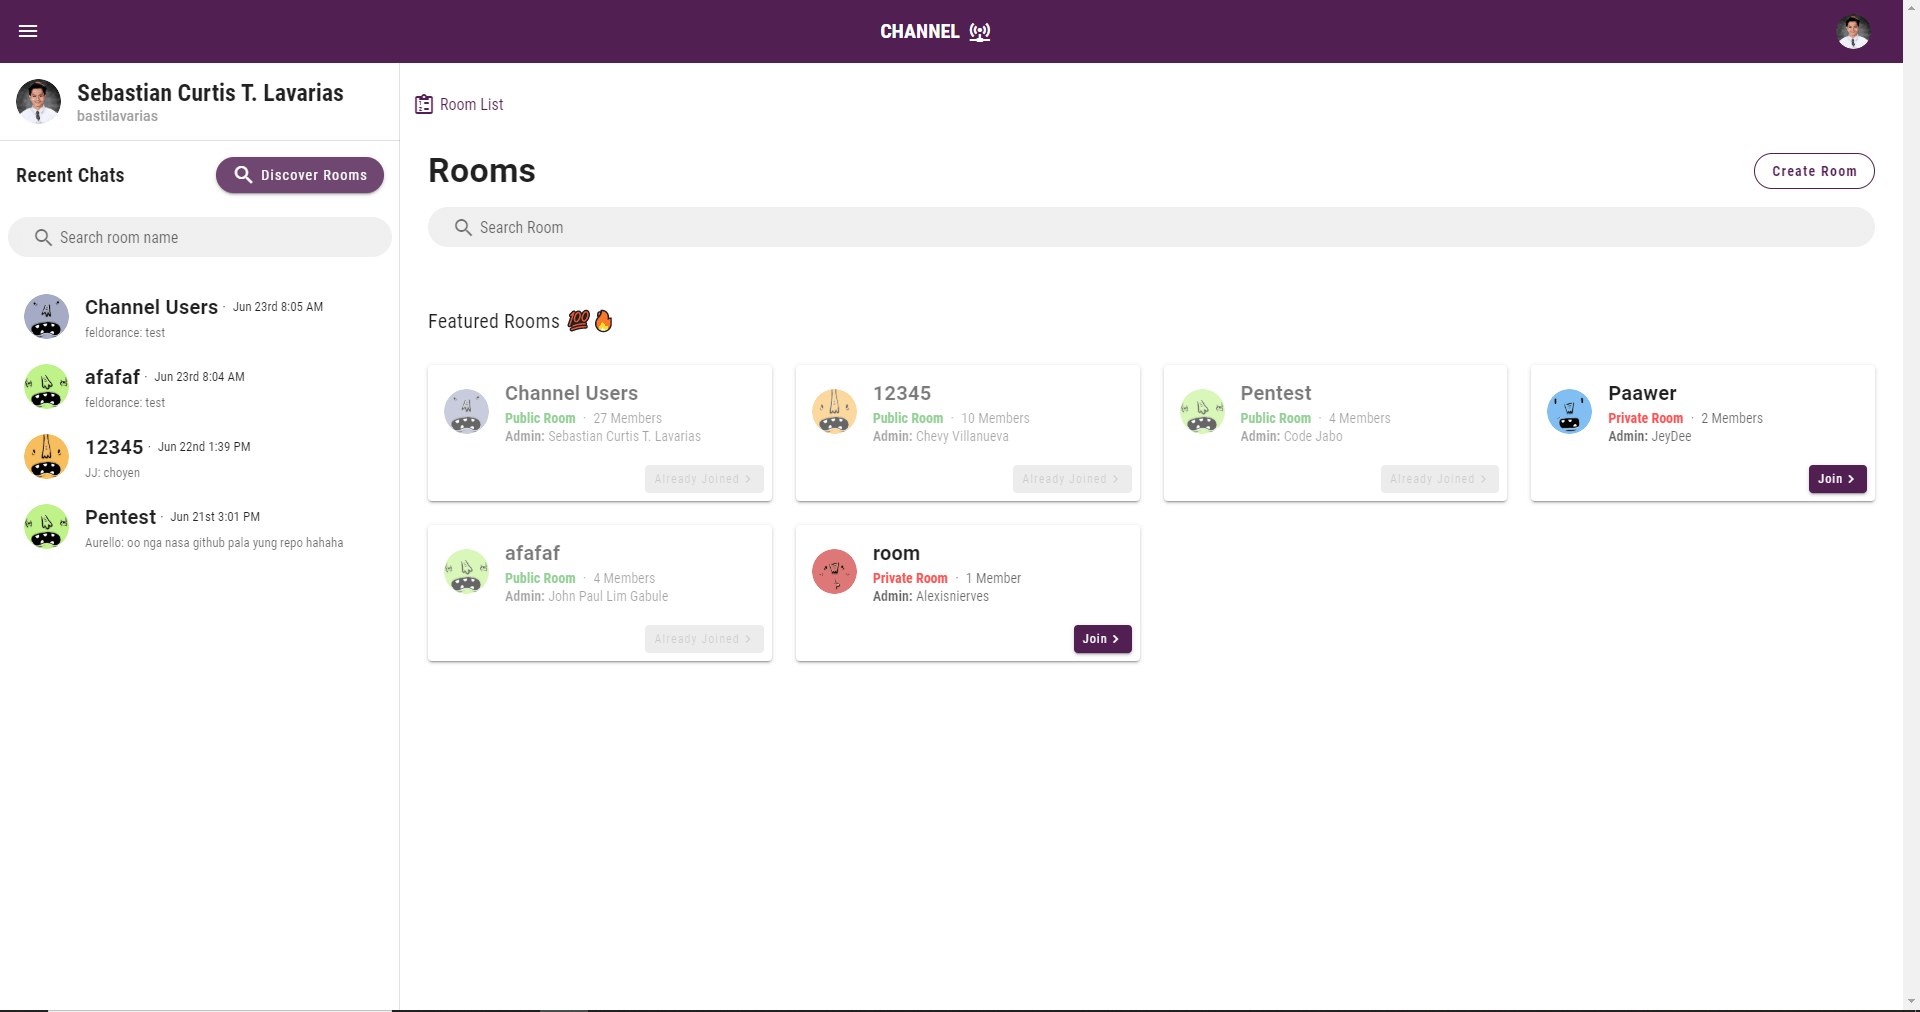 CHANNEL
Sebastian Curtis T. Lavarias
bastilavarias
Recent Chats
Discover Rooms
Search room name
Channel Users · Jun 23rd 8:05 AM
feldorance: test
afafaf · Jun 23rd 8:04 AM
feldorance: test
12345 · Jun 22nd 1:39 PM
JJ: choyen
Pentest · Jun 21st 3:01 PM
Aurello: oo nga nasa github pala yung repo hahaha
Room List
Rooms
Create Room
Search Room
Featured Rooms 💯🔥
Channel Users
Public Room · 27 Members
Admin: Sebastian Curtis T. Lavarias
Already Joined
12345
Public Room · 10 Members
Admin: Chevy Villanueva
Already Joined
Pentest
Public Room · 4 Members
Admin: Code Jabo
Already Joined
Paawer
Private Room · 2 Members
Admin: JeyDee
Join
afafaf
Public Room · 4 Members
Admin: John Paul Lim Gabule
Already Joined
room
Private Room · 1 Member
Admin: Alexisnierves
Join